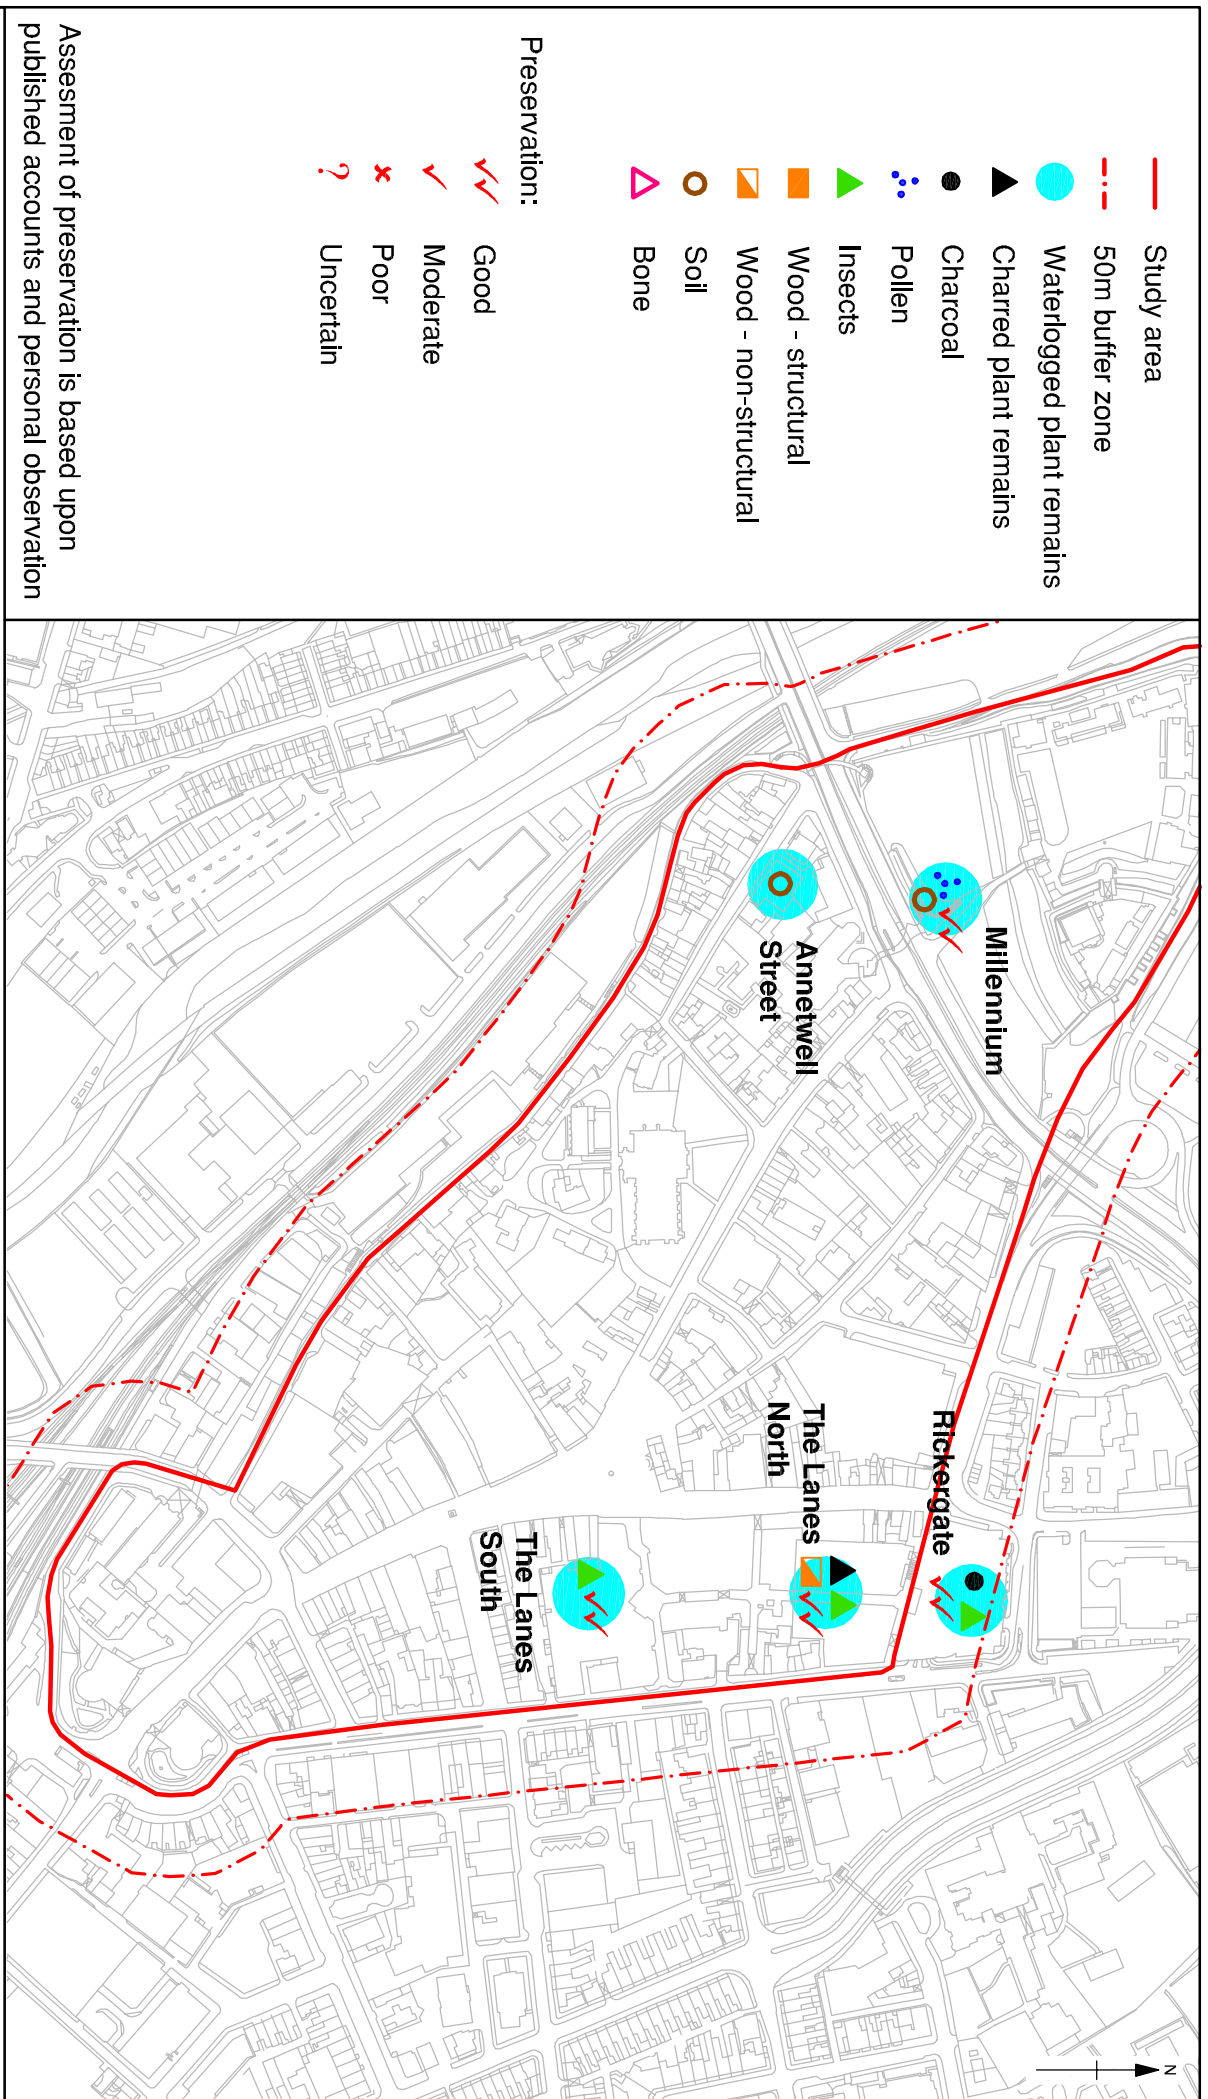 Study area
50m buffer zone
Waterlogged plant remains
Charred plant remains
Charcoal
Pollen
Insects
Wood - structural
Wood - non-structural
Soil
Bone
Preservation:
Good
Moderate
Poor
? Uncertain
Assesment of preservation is based upon
published accounts and personal observation
Millennium
Annetwell
Street
Rickergate
The Lanes
North
The Lanes
South
N